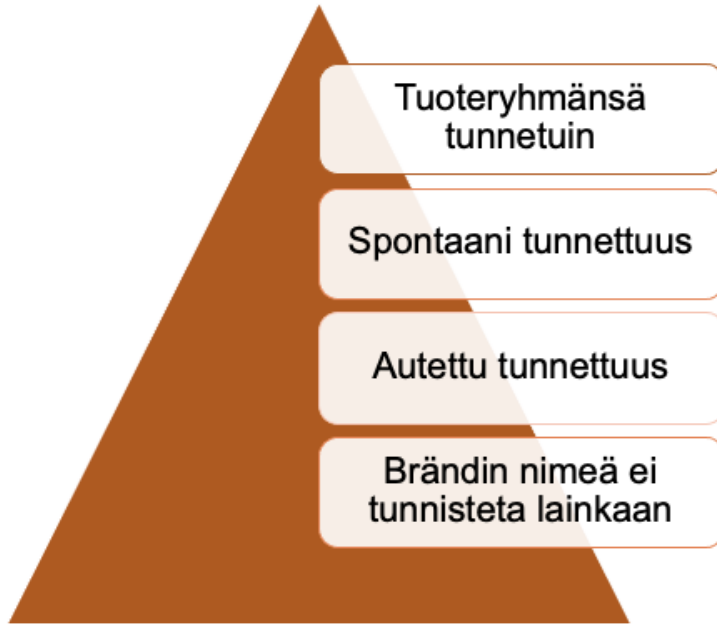 Tuoteryhmänsä
tunnetuin
Spontaani tunnettuus
Autettu tunnettuus
Brändin nimeä ei
tunnisteta lainkaan